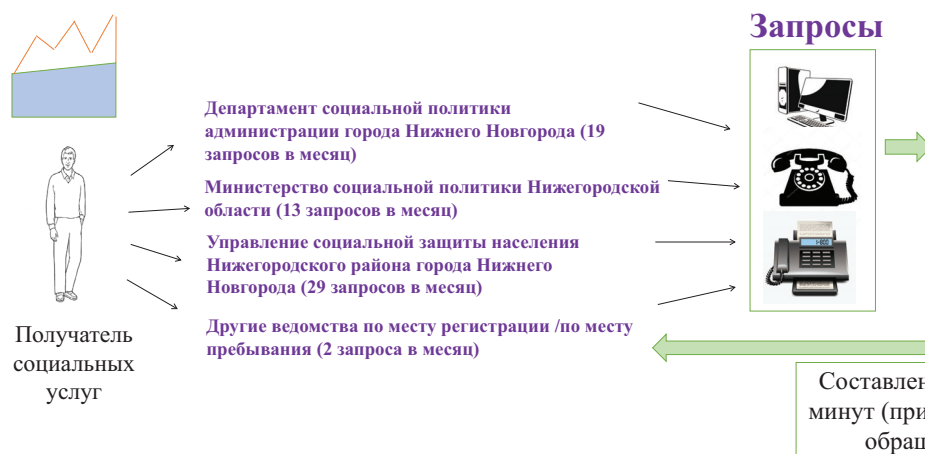 Запросы
Департамент социальной политики
администрации города Нижнего Новгорода (19
запросов в месяц)
Министерство социальной политики Нижегородской
области (13 запросов в месяц)
Управление социальной защиты населения
Нижегородского района города Нижнего
Новгорода (29 запросов в месяц)
Другие ведомства по месту регистрации /по месту
пребывания (2 запроса в месяц)
Получатель
социальных
услуг
минут